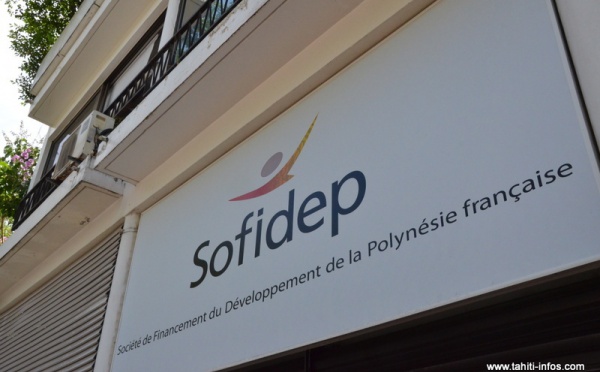 Sofidep
Société de Financement du Développement de la Polynésie française
www.tahiti-infos.com